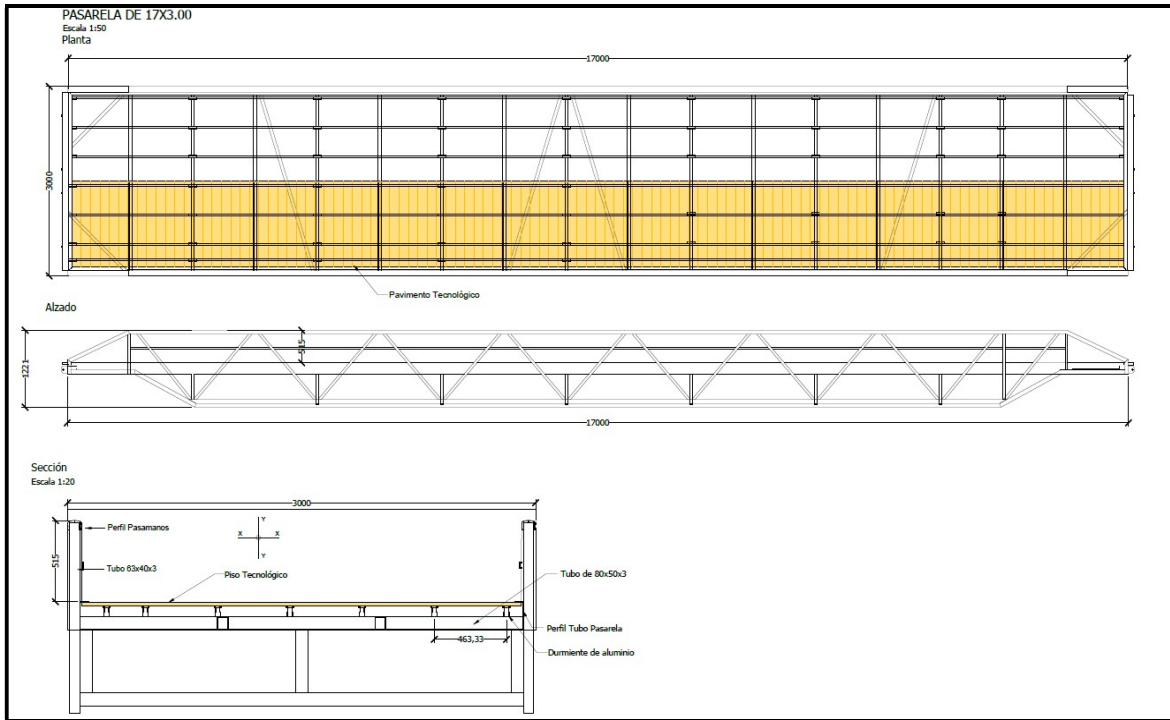 PASARELA DE 17X3.00
Escala 1:50
Planta
17000
3000
Pavimento Tecnológico
Alzado
1221
515
17000
Sección
Escala 1:20
3000
Perfil Pasamanos
Y
X X
Y
515
Tubo 63x40x3
Piso Tecnológico
Tubo de 80x50x3
Perfil Tubo Pasarela
463,33
Durmiente de aluminio